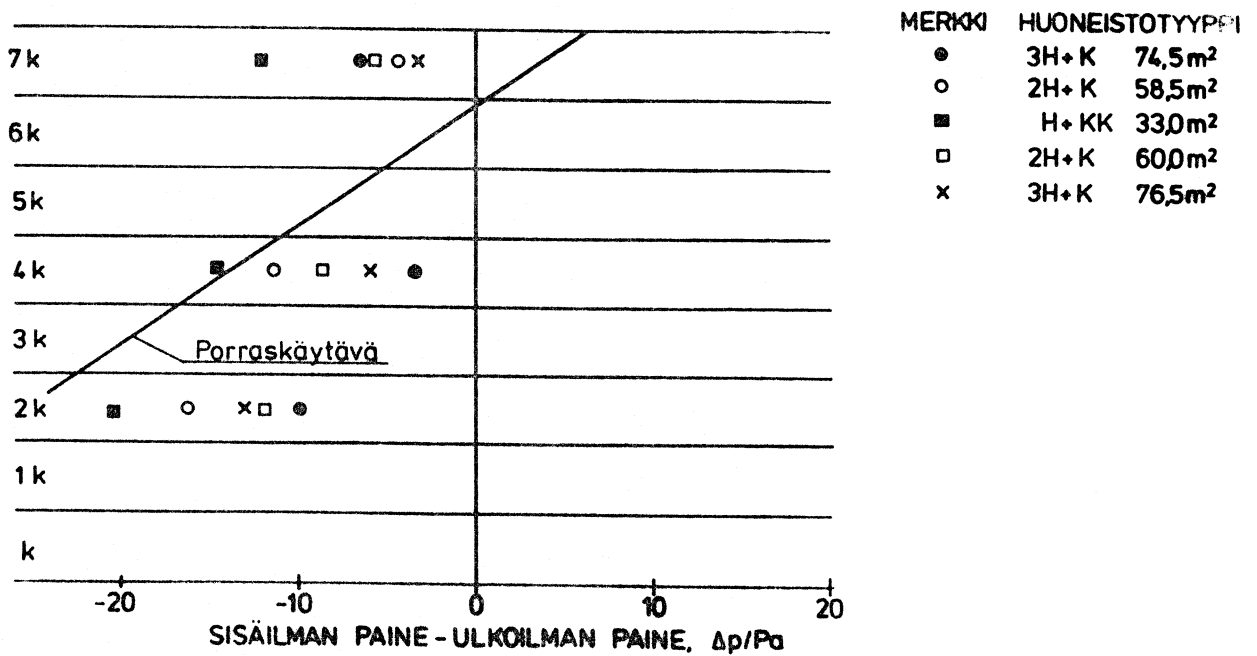 MERKKI HUONEISTOTYYPPI
3H+K 74,5m²
2H+K 58,5m²
H+KK 33,0m²
2H+K 60,0m²
3H+K 76,5m²
7k
6k
5k
4k
3k
Porraskäytävä
2k
1k
k
-20 -10 0 10 20
SISÄILMAN PAINE-ULKOILMAN PAINE, Δp/Pa